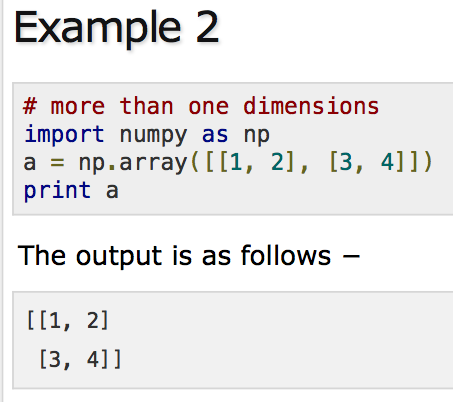 Example 2
# more than one dimensions
import numpy as np
a = np.array([[1, 2], [3, 4]])
print a
The output is as follows −
[[1, 2]
 [3, 4]]